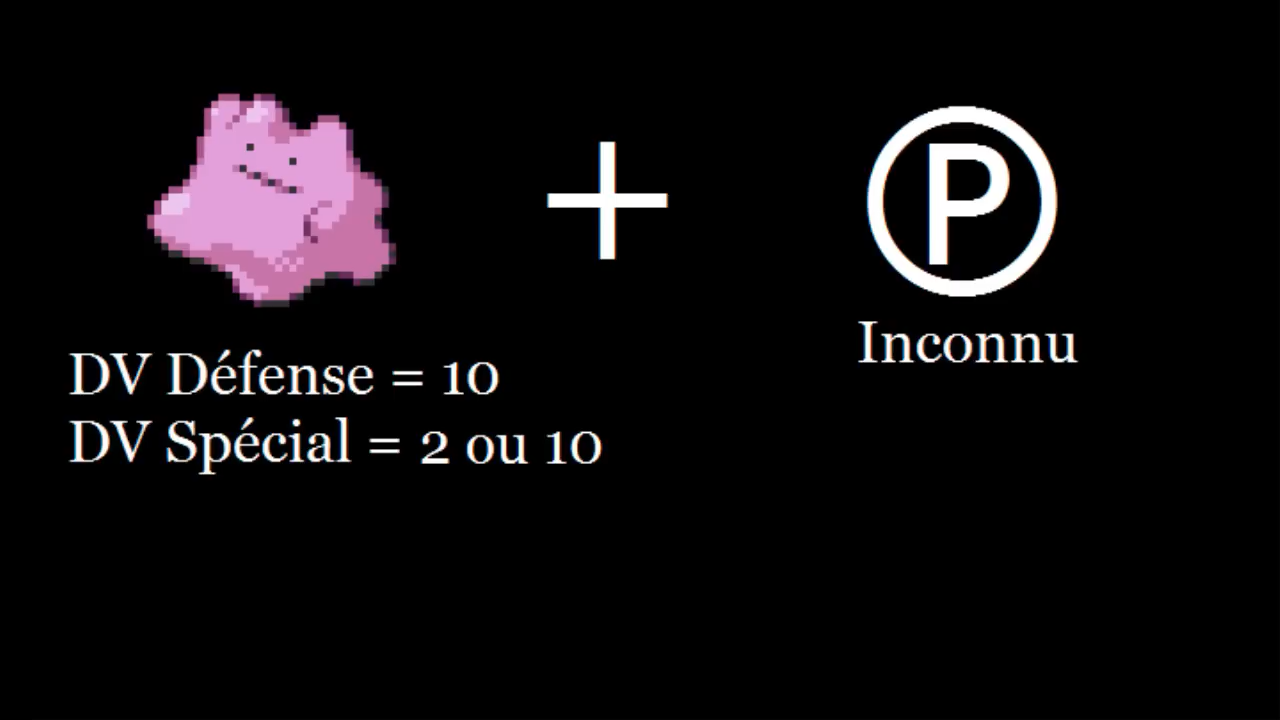 +
Ⓟ
Inconnu
DV Défense = 10
DV Spécial = 2 ou 10